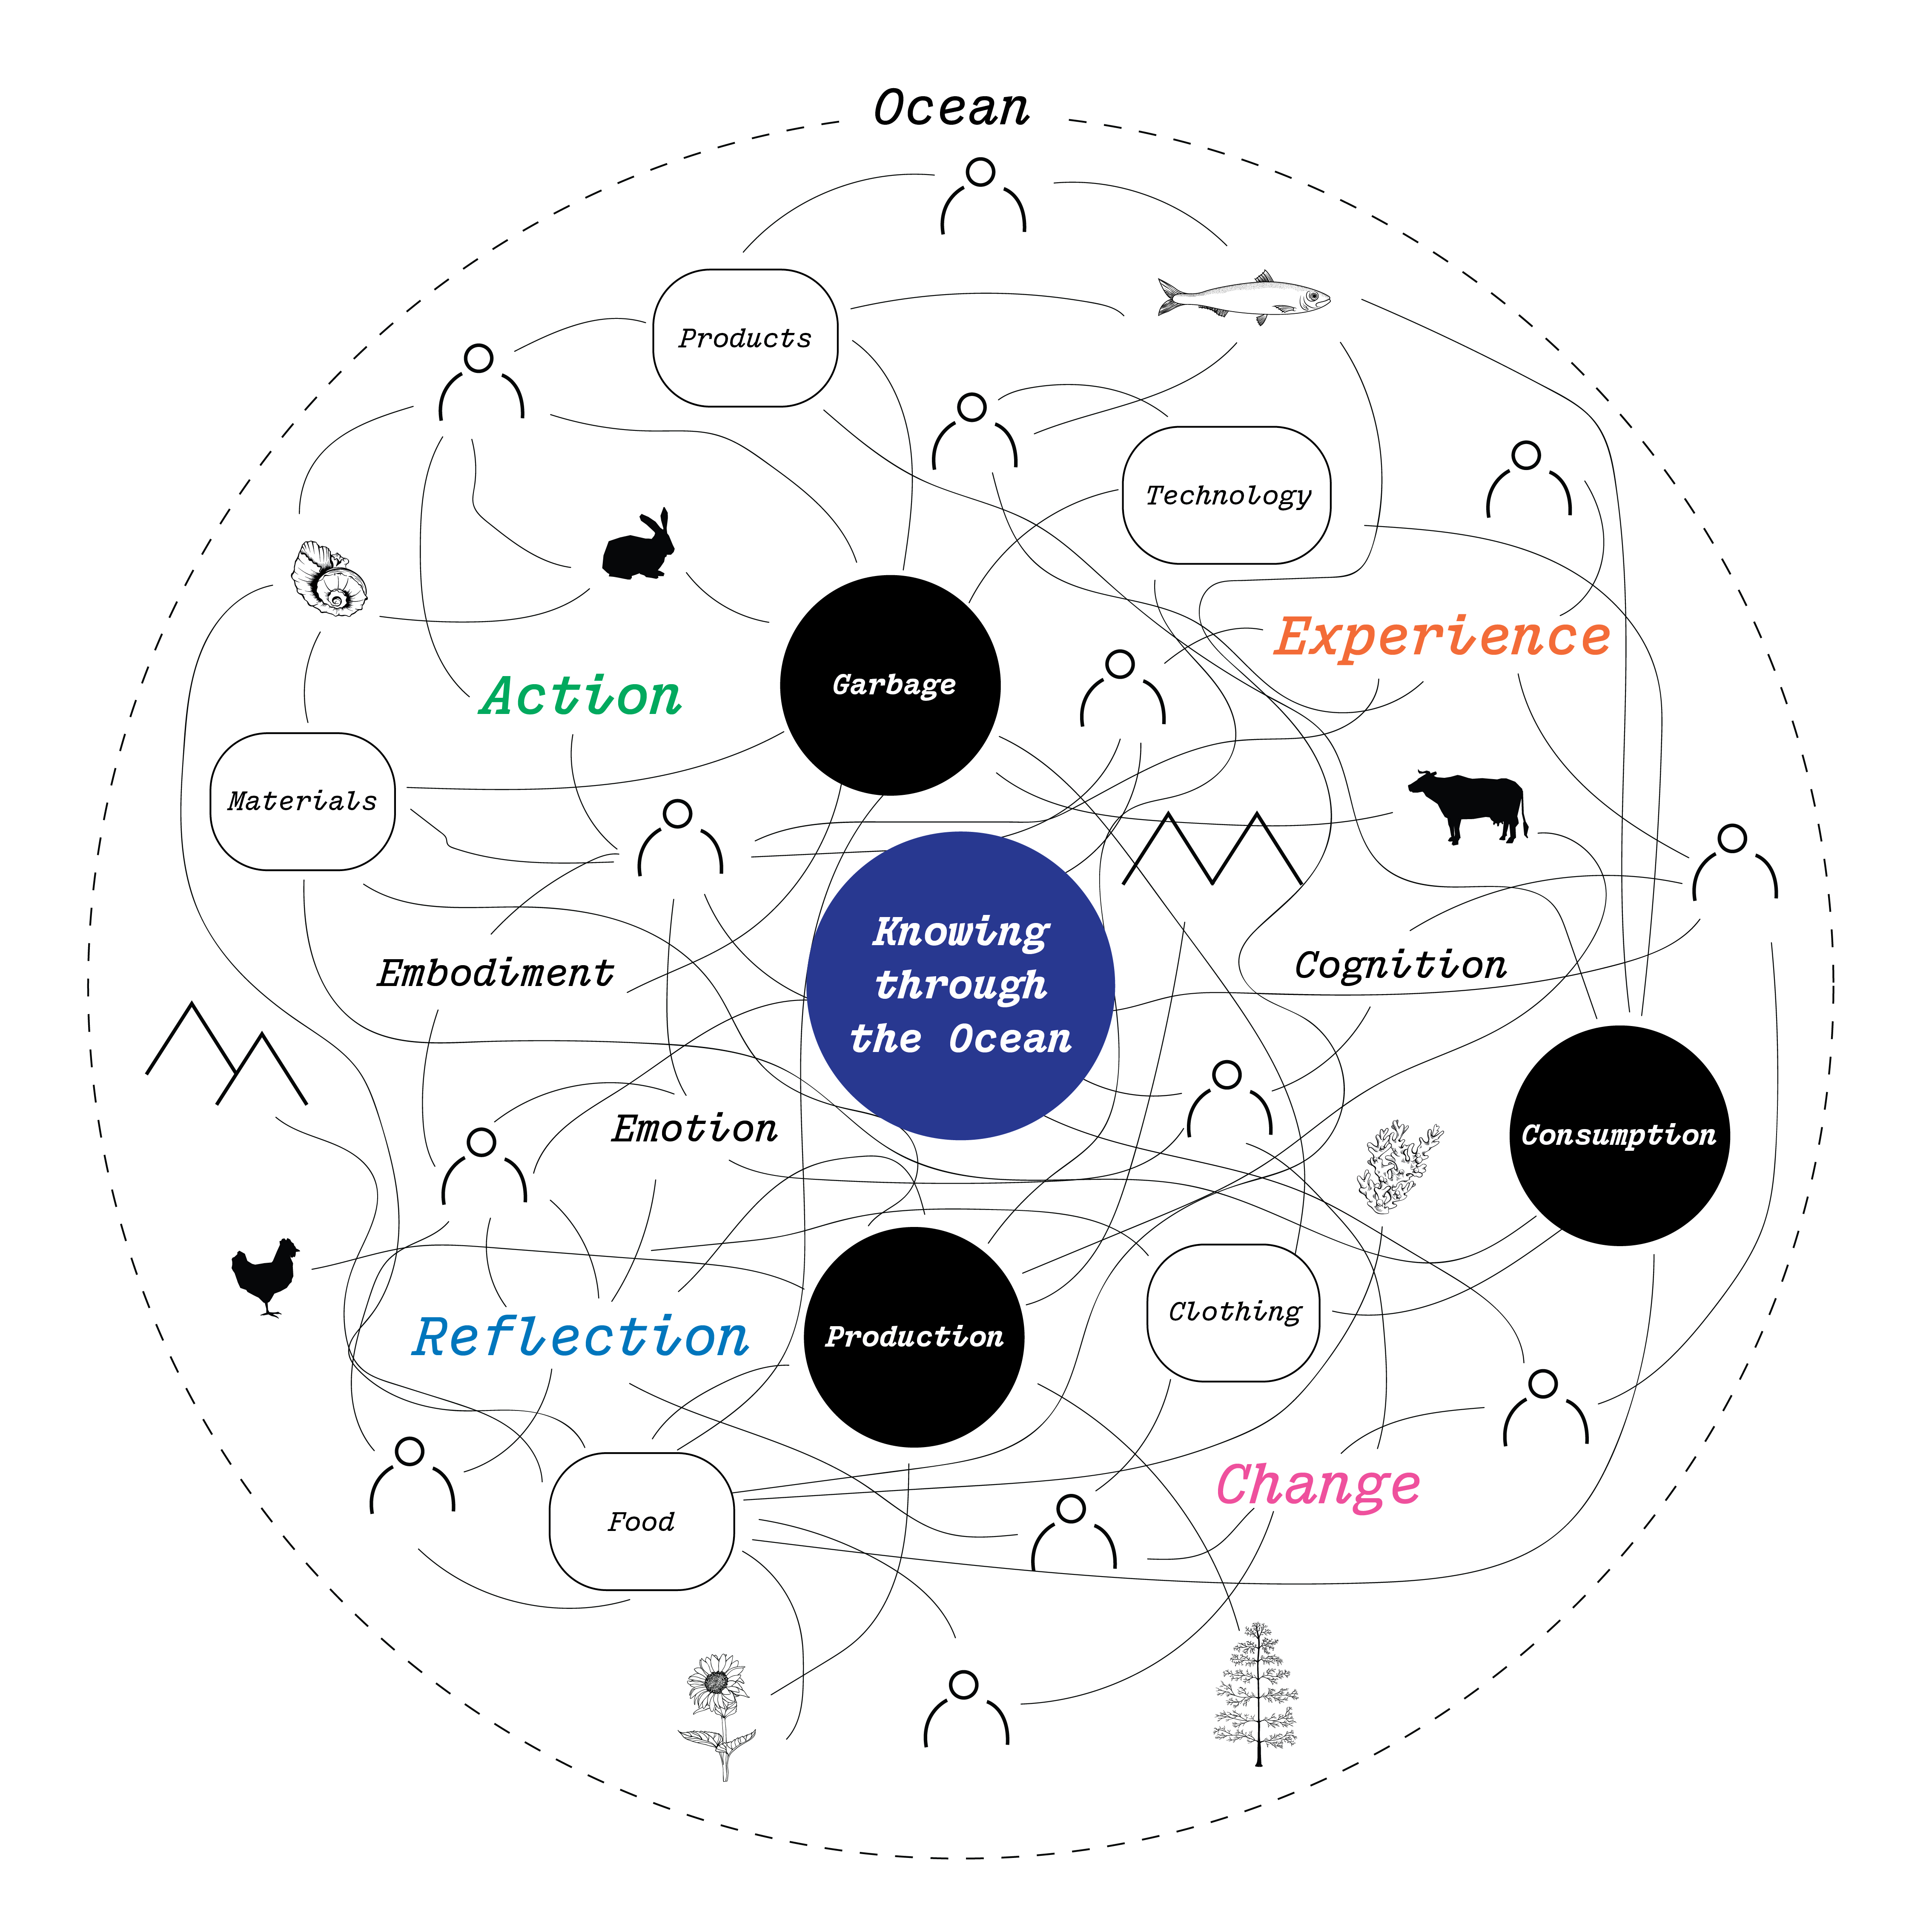 Ocean
Products
Technology
Experience
Garbage
Action
Materials
Knowing
through
the Ocean
Embodiment
Cognition
Emotion
Consumption
Clothing
Reflection
Production
Change
Food